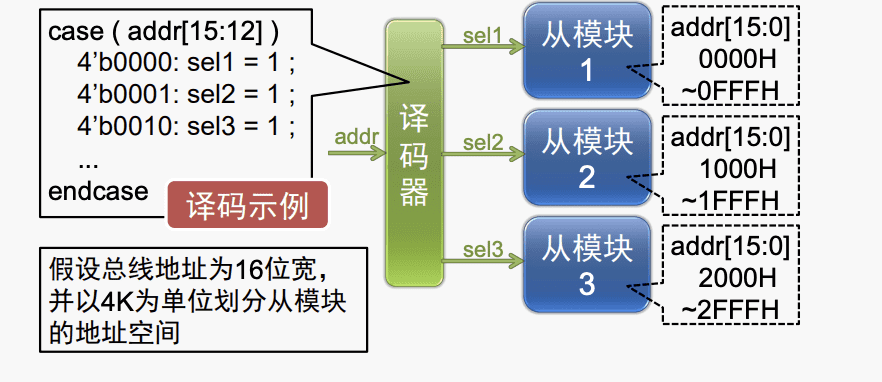 case ( addr[15:12] )
4’b0000: sel1 = 1 ;
4’b0001: sel2 = 1 ;
4’b0010: sel3 = 1 ;
...
endcase
译码示例
假设总线地址为16位宽，
并以4K为单位划分从模块
的地址空间
addr
译
码
器
sel1
从模块
1
addr[15:0]
0000H
~0FFFH
sel2
从模块
2
addr[15:0]
1000H
~1FFFH
sel3
从模块
3
addr[15:0]
2000H
~2FFFH